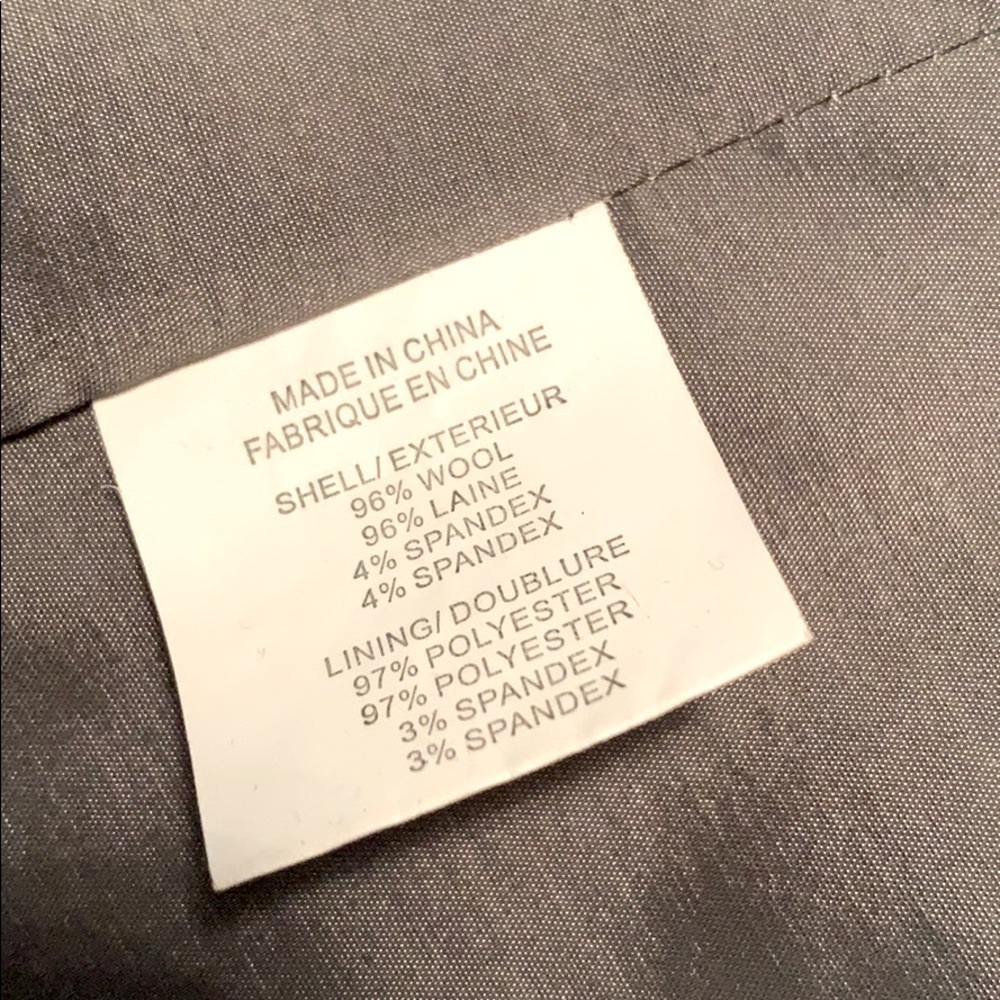 MADE IN CHINA
FABRIQUE EN CHINE
SHELL/ EXTERIEUR
96% WOOL
96% LAINE
4% SPANDEX
4% SPANDEX
LINING/ DOUBLURE
97% POLYESTER
97% POLYESTER
3% SPANDEX
3% SPANDEX